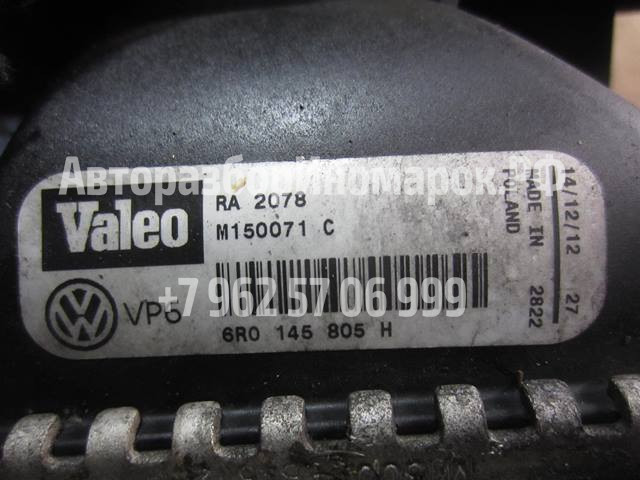 АвторазборИномарок.РФ
Valeo
RA 2078
M150071 C
+7 962 57 06 999
VP5
6R0 145 805 H
14/12/12 27
MADE IN 2822
POLAND